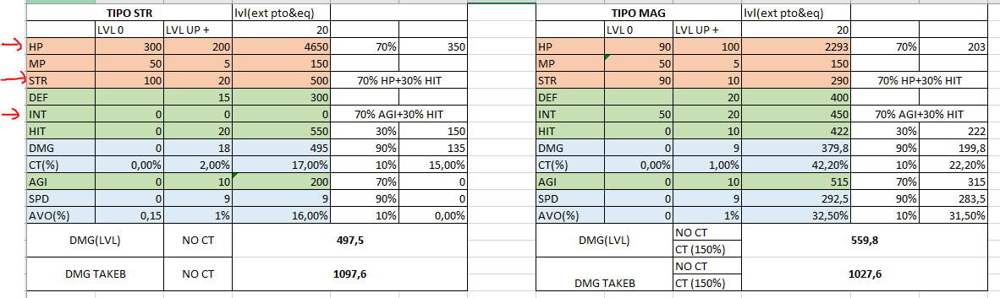 TIPO STR lvl(ext pto&eq) TIPO MAG lvl(ext pto&eq)
LVL 0 LVL UP + 20 LVL 0 LVL UP + 20
HP 300 200 4650 70% 350 HP 90 100 2293 70% 203
MP 50 5 150 MP 50 5 150
STR 100 20 500 70% HP+30% HIT STR 90 10 290 70% HP+30% HIT
DEF 15 300 DEF 20 400
INT 0 0 0 70% AGI+30% HIT INT 50 20 450 70% AGI+30% HIT
HIT 0 20 550 30% 150 HIT 0 10 422 30% 222
DMG 0 18 495 90% 135 DMG 0 9 379,8 90% 199,8
CT(%) 0,00% 2,00% 17,00% 10% 15,00% CT(%) 0,00% 1,00% 42,20% 10% 22,20%
AGI 0 10 200 70% 0 AGI 0 10 515 70% 315
SPD 0 9 9 90% 0 SPD 0 9 292,5 90% 283,5
AVO(%) 0,15 1% 16,00% 10% 0,00% AVO(%) 0 1% 32,50% 10% 31,50%
DMG(LVL) NO CT 497,5 DMG(LVL) NO CT 559,8
CT (150%)
DMG TAKEB NO CT 1097,6 DMG TAKEB NO CT 1027,6
CT (150%)